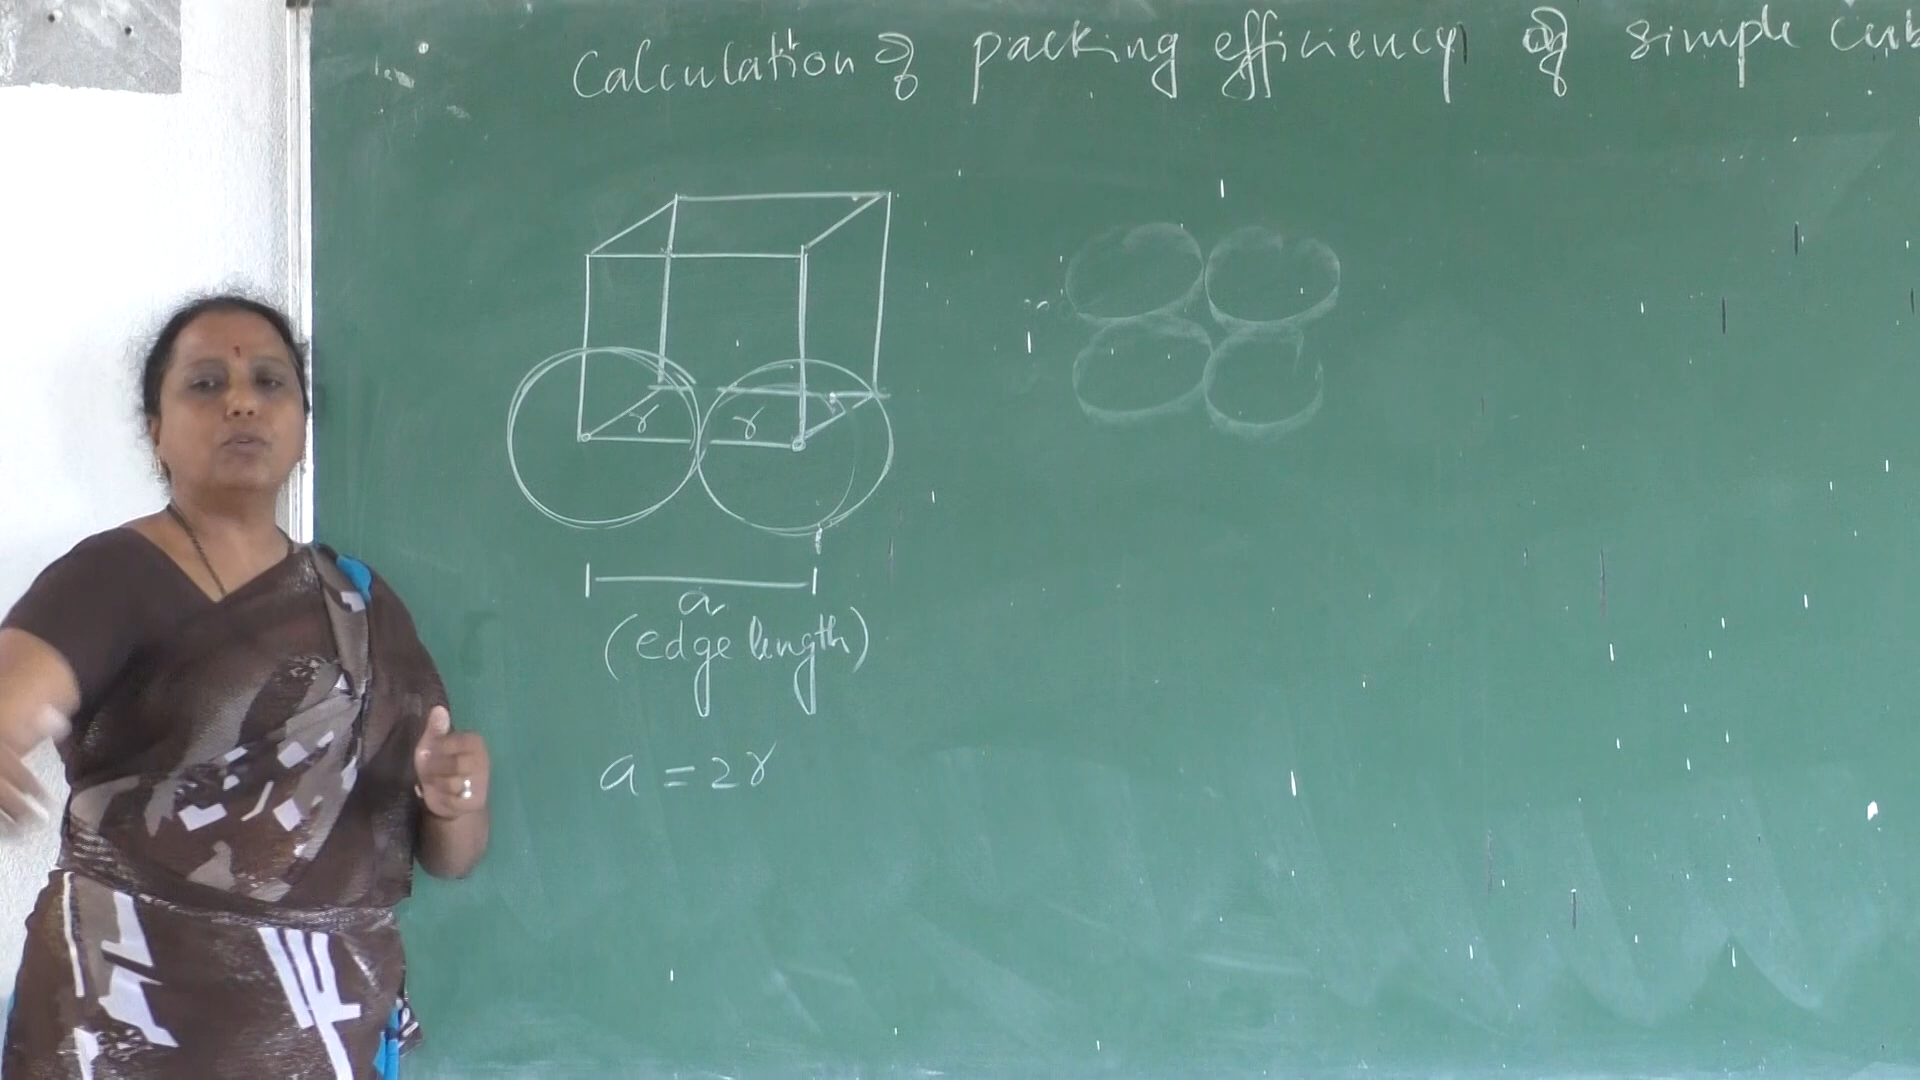 Calculation of packing efficiency of simple cub
r r
a
(edge length)
a = 2r